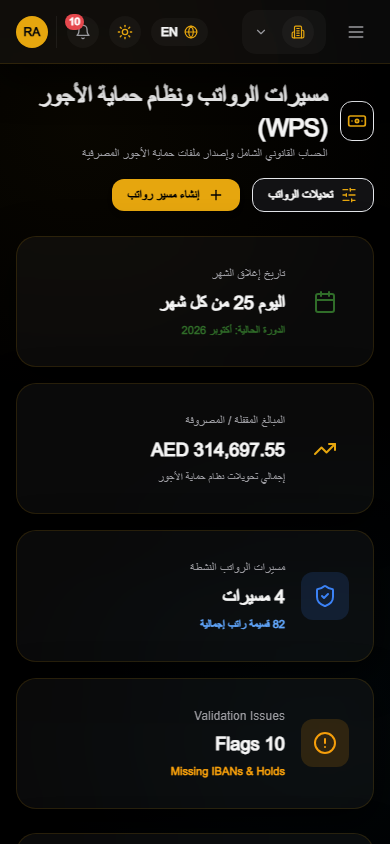 RA
10
EN
مسيرات الرواتب ونظام حماية الأجور
(WPS)
الحساب القانوني الشامل وإصدار ملفات حماية الأجور المصرفية
تعديلات الرواتب
إنشاء مسير رواتب
تاريخ إغلاق الشهر
اليوم 25 من كل شهر
الدورة الحالية: أكتوبر 2026
المبالغ المقفلة / المصروفة
AED 314,697.55
إجمالي تحويلات نظام حماية الأجور
مسيرات الرواتب النشطة
4 مسيرات
82 قسيمة راتب إجمالية
Validation Issues
Flags 10
Missing IBANs & Holds